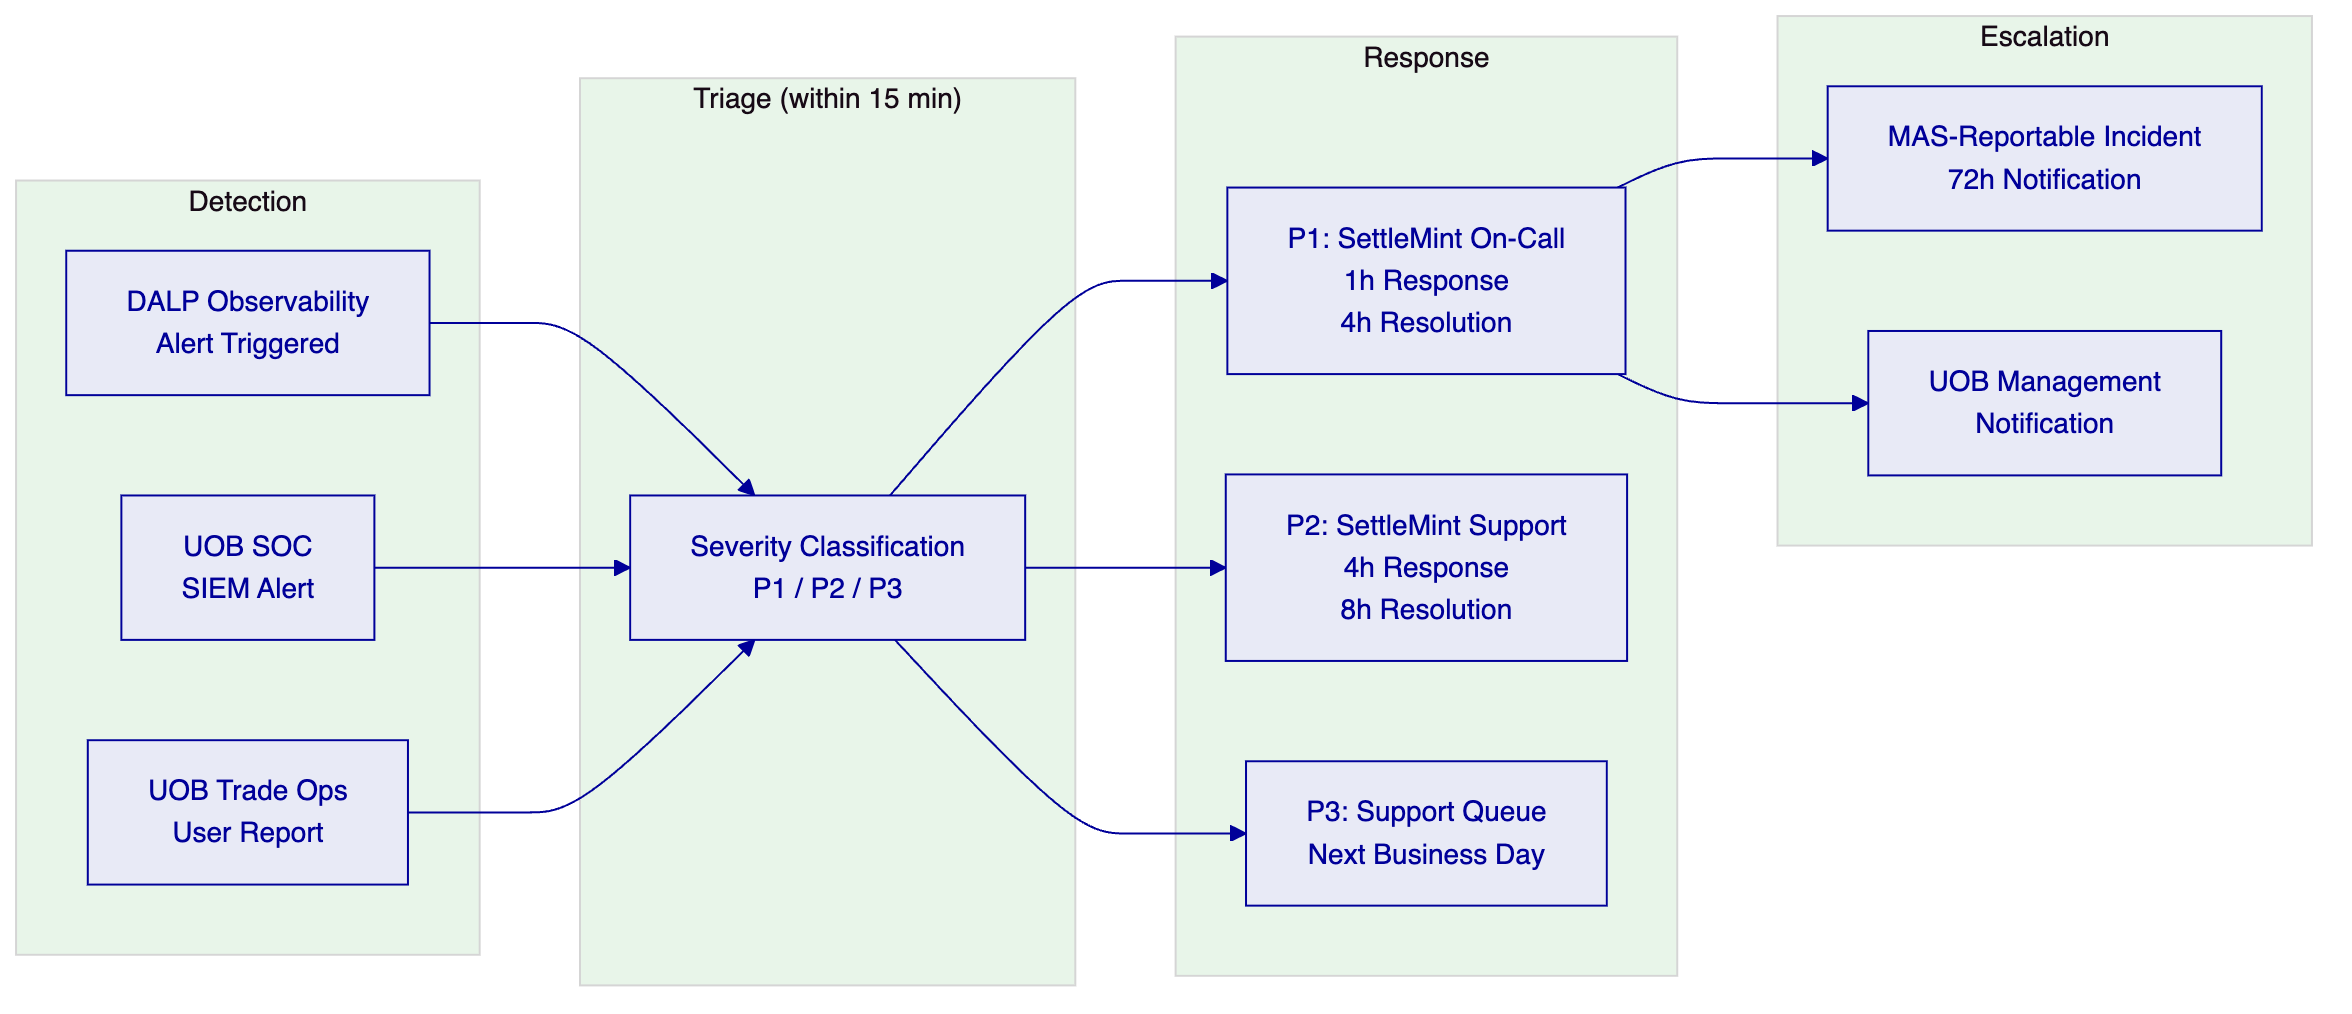 Detection
DALP Observability
Alert Triggered
UOB SOC
SIEM Alert
UOB Trade Ops
User Report
Triage (within 15 min)
Severity Classification
P1 / P2 / P3
Response
P1: SettleMint On-Call
1h Response
4h Resolution
P2: SettleMint Support
4h Response
8h Resolution
P3: Support Queue
Next Business Day
Escalation
MAS-Reportable Incident
72h Notification
UOB Management
Notification